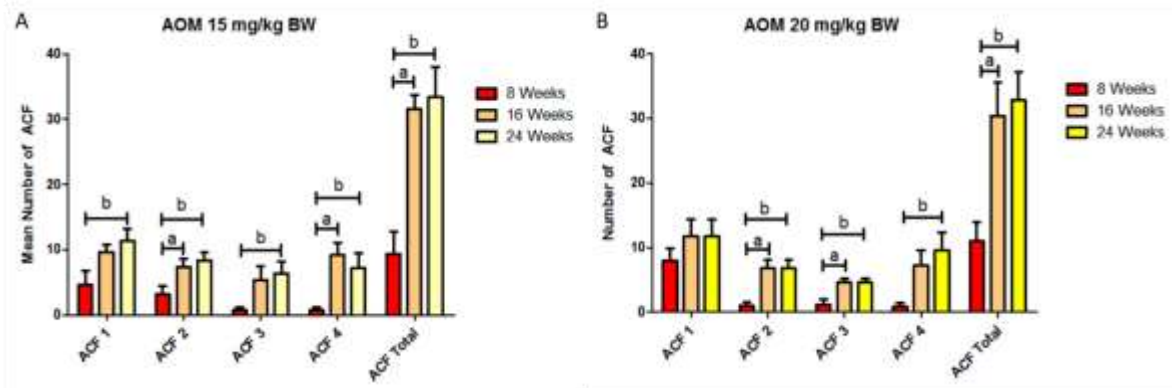 A
AOM 15 mg/kg BW
Mean Number of ACF
40
30
20
10
0
b
b
a
b
b
a
b
a
ACF 1
ACF 2
ACF 3
ACF 4
ACF Total
8 Weeks
16 Weeks
24 Weeks
B
AOM 20 mg/kg BW
Number of ACF
40
30
20
10
0
b
a
b
a
b
b
a
ACF 1
ACF 2
ACF 3
ACF 4
ACF Total
8 Weeks
16 Weeks
24 Weeks